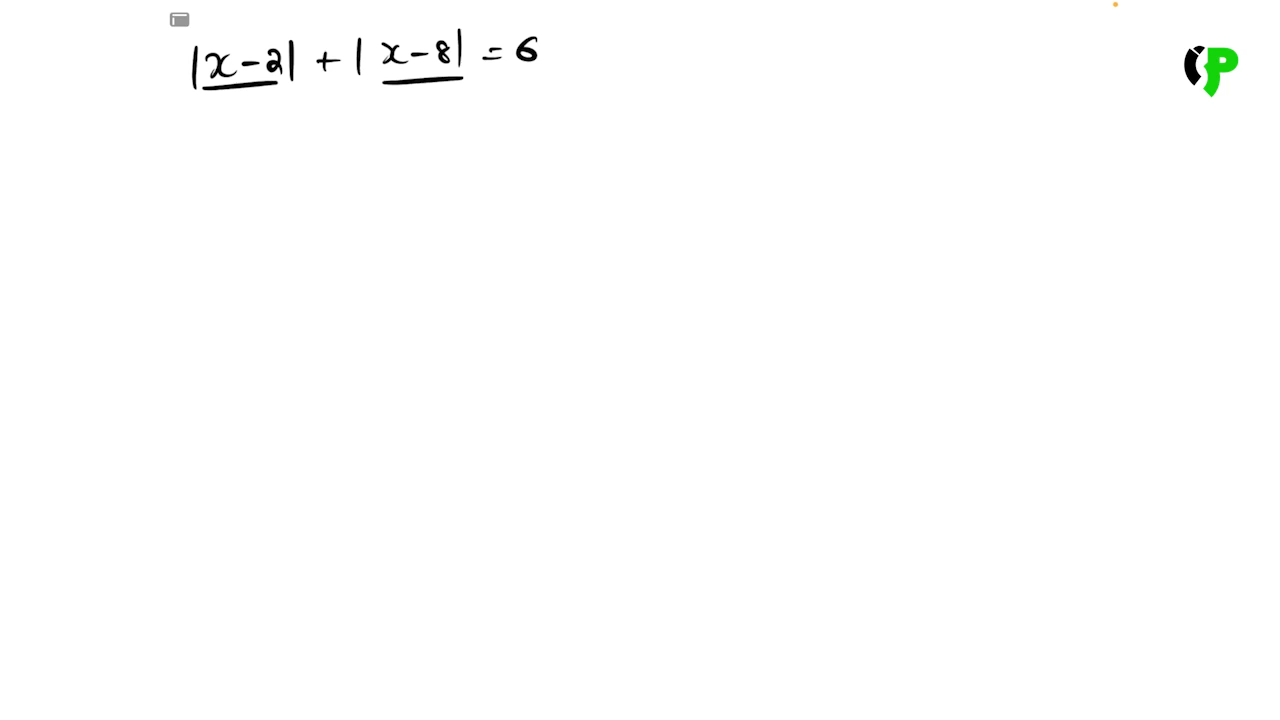 |x-2| + |x-8| = 6
P